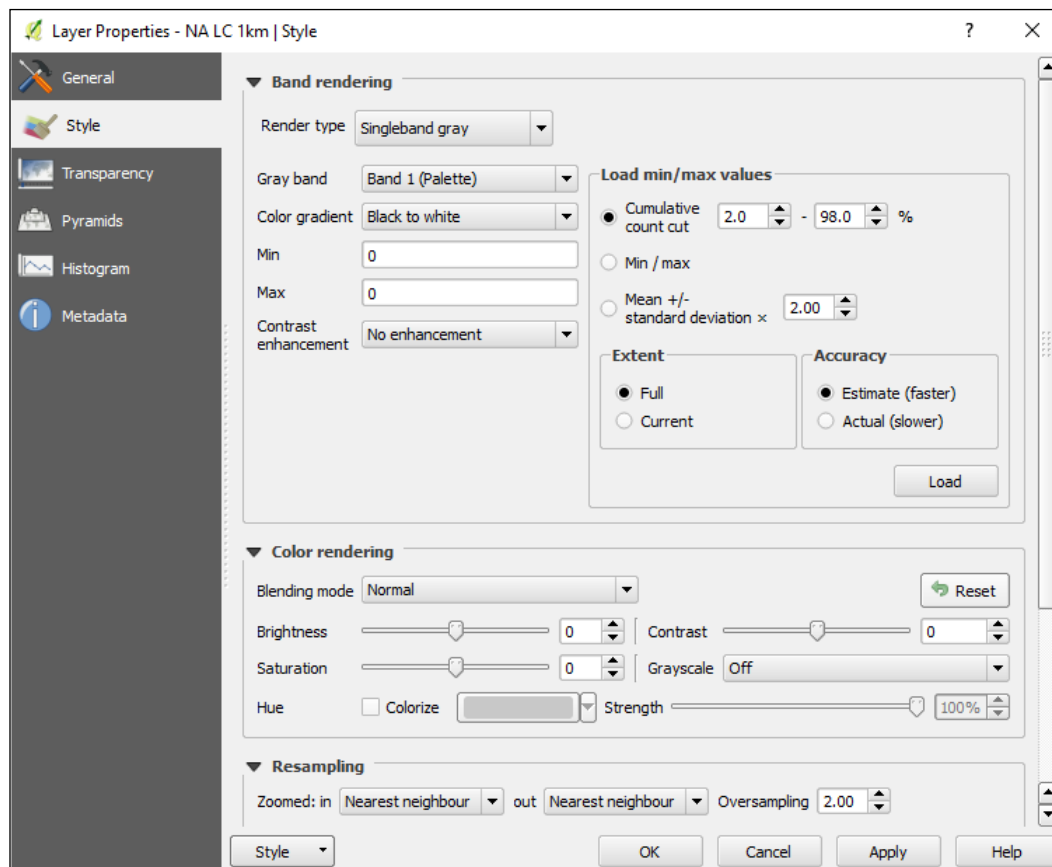 Layer Properties - NA LC 1km | Style
?
General
Style
Transparency
Pyramids
Histogram
Metadata
Band rendering
Render type Singleband gray
Gray band Band 1 (Palette)
Color gradient Black to white
Min 0
Max 0
Contrast
enhancement No enhancement
Load min/max values
Cumulative
count cut 2.0 - 98.0 %
Min / max
Mean +/-
standard deviation × 2.00
Extent
Full
Current
Accuracy
Estimate (faster)
Actual (slower)
Load
Color rendering
Blending mode Normal Reset
Brightness 0 Contrast 0
Saturation 0 Grayscale Off
Hue Colorize Strength 100%
Resampling
Zoomed: in Nearest neighbour out Nearest neighbour Oversampling 2.00
Style OK Cancel Apply Help